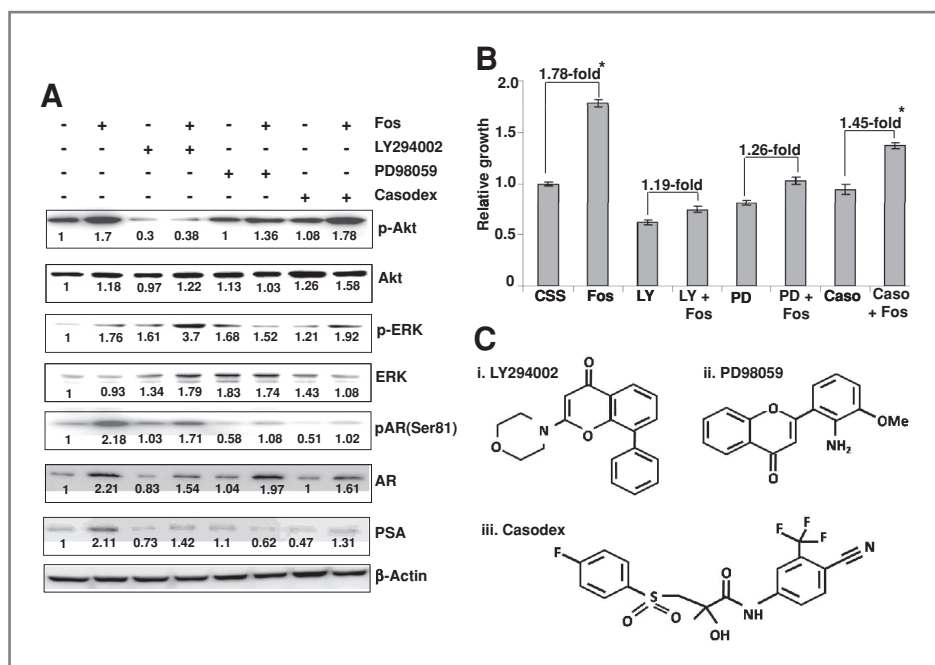 A
- + - + - + - + Fos
- - + + - - - - LY294002
- - - - + + - - PD98059
- - - - - - + + Casodex
p-Akt
1 1.7 0.3 0.38 1 1.36 1.08 1.78
Akt
1 1.18 0.97 1.22 1.13 1.03 1.26 1.58
p-ERK
1 1.76 1.61 3.7 1.68 1.52 1.21 1.92
ERK
1 0.93 1.34 1.79 1.83 1.74 1.43 1.08
pAR(Ser81)
1 2.18 1.03 1.71 0.58 1.08 0.51 1.02
AR
1 2.21 0.83 1.54 1.04 1.97 1 1.61
PSA
1 2.11 0.73 1.42 1.1 0.62 0.47 1.31
β-Actin
B
Relative growth
2.0
1.5
1.0
0.5
0
1.78-fold *
1.19-fold
1.26-fold
1.45-fold *
CSS Fos LY LY + PD PD + Caso Caso
Fos Fos + Fos
C
i. LY294002
O
N
O
O
ii. PD98059
O
O
NH2
OMe
iii. Casodex
F
S
O O
O
OH
NH
F
F
F
N